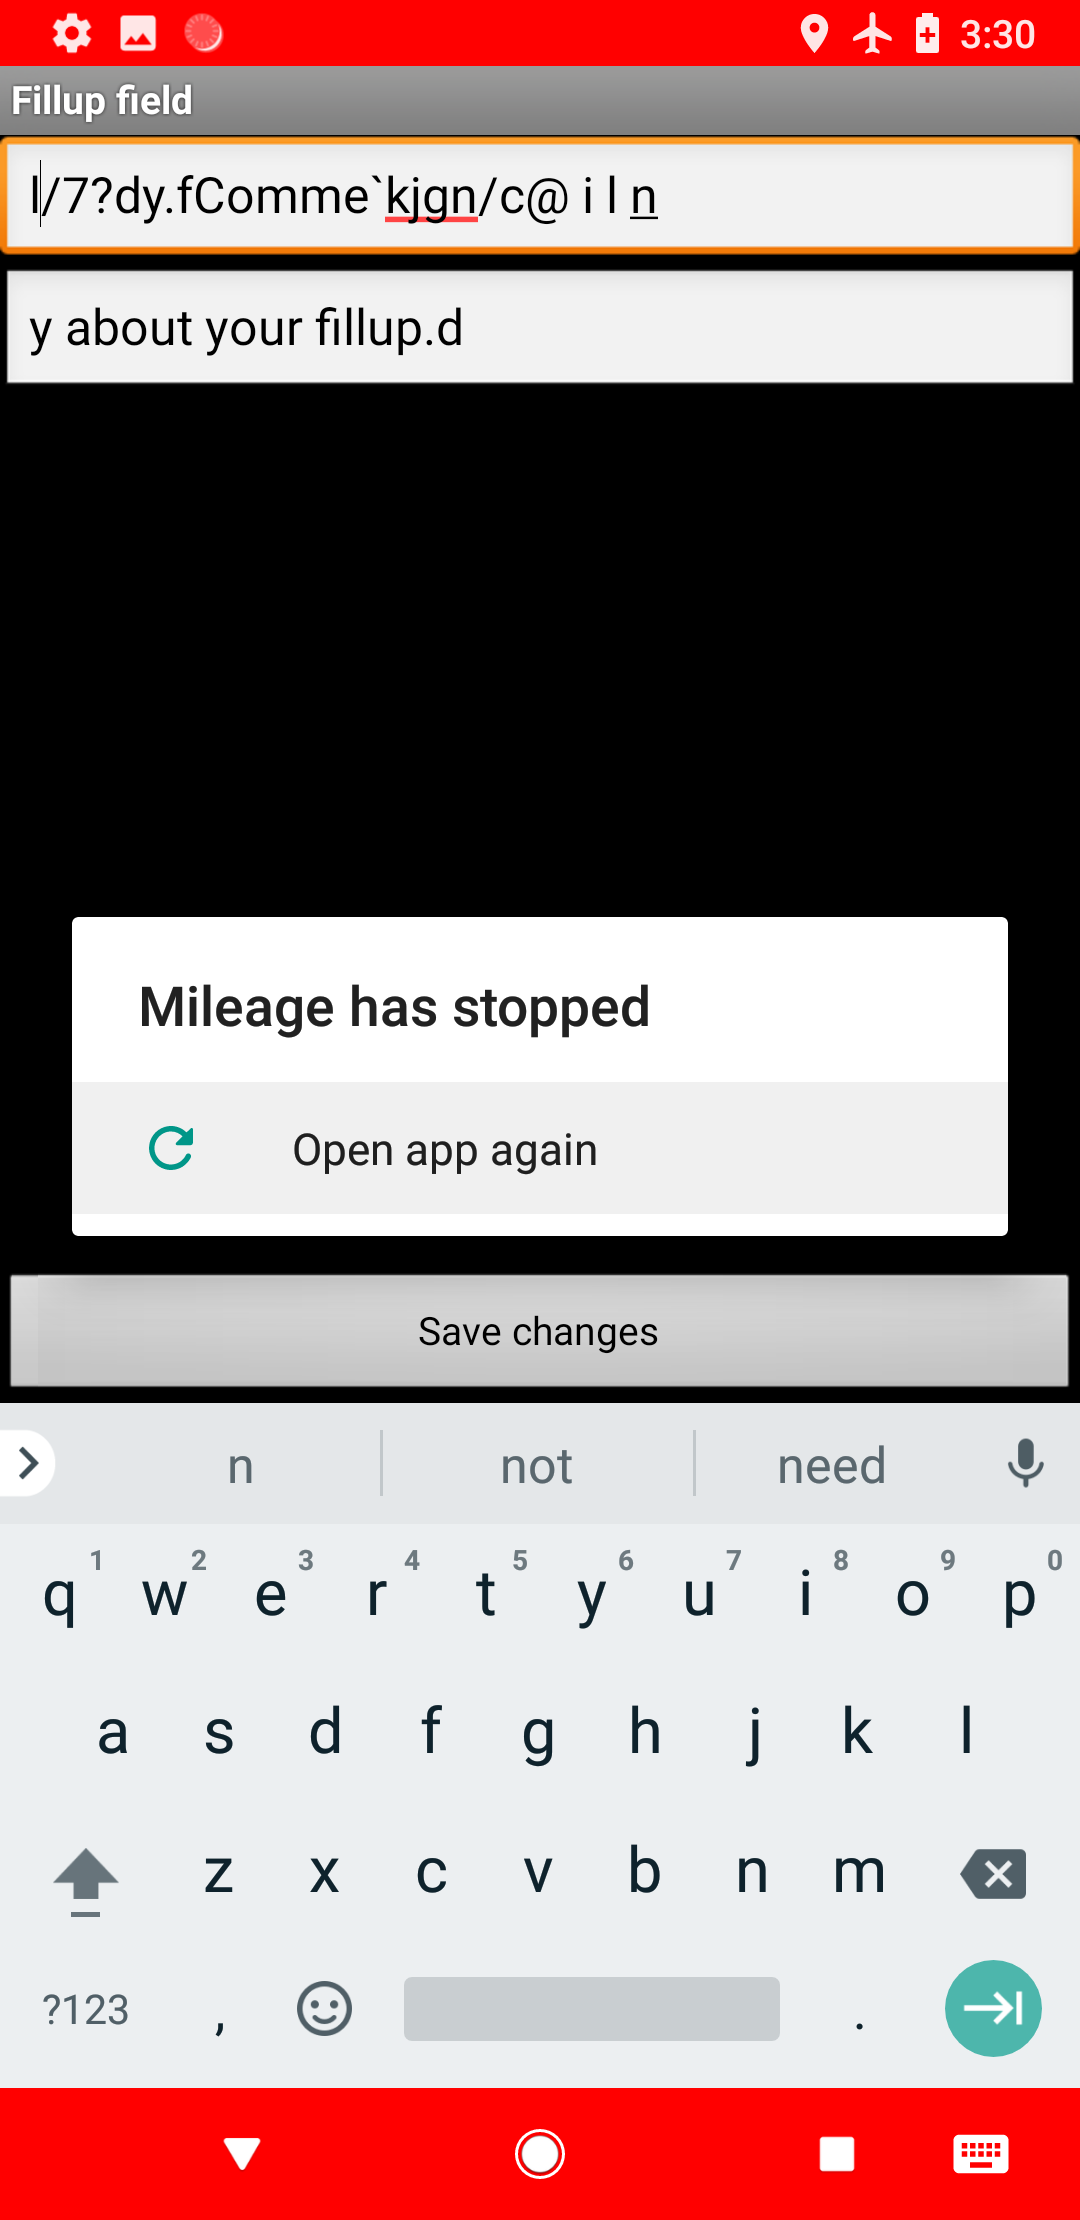 3:30
Fillup field
l/7?dy.fComme`kjgn/c@ i l n
y about your fillup.d
Mileage has stopped
Open app again
Save changes
n not need
1 2 3 4 5 6 7 8 9 0
q w e r t y u i o p
a s d f g h j k l
z x c v b n m
?123 , .